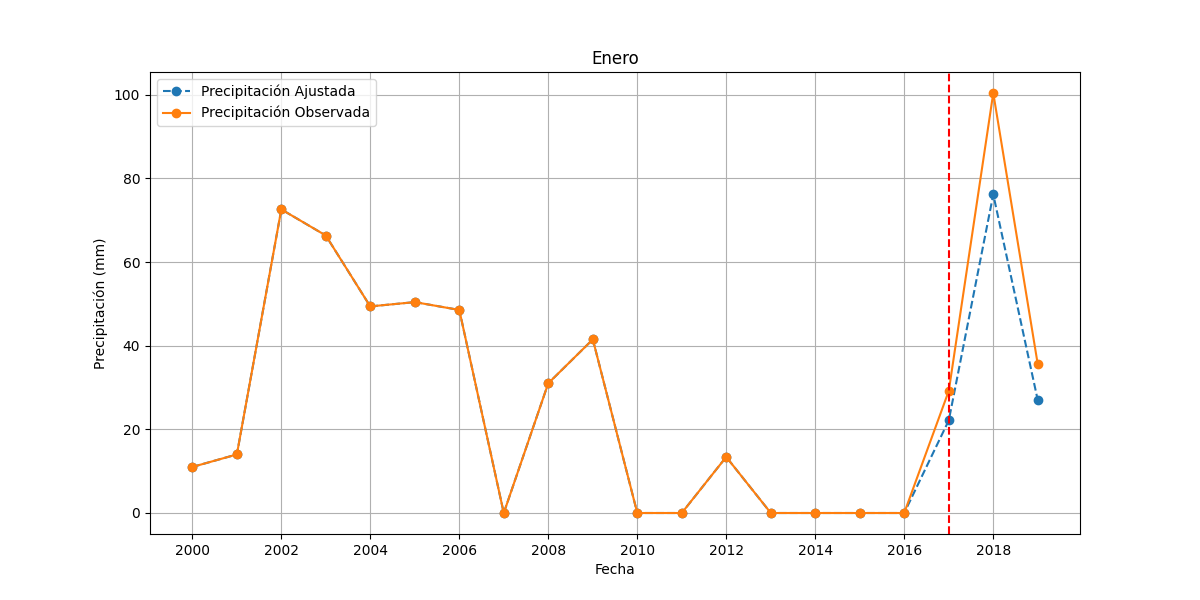 Enero
Precipitación Ajustada
Precipitación Observada
100
80
60
40
20
0
Precipitación (mm)
2000 2002 2004 2006 2008 2010 2012 2014 2016 2018
Fecha